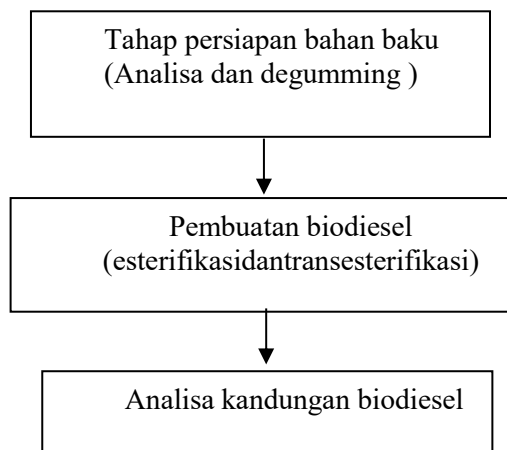 Tahap persiapan bahan baku
(Analisa dan degumming )
Pembuatan biodiesel
(esterifikasidantransesterifikasi)
Analisa kandungan biodiesel